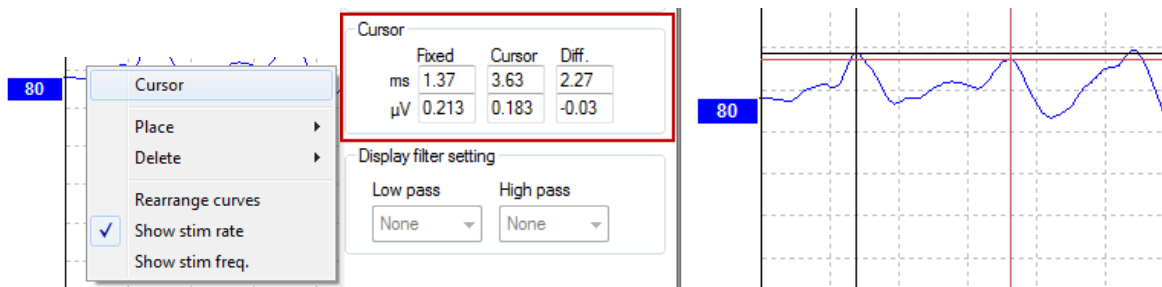 80
Cursor
Place
Delete
Rearrange curves
Show stim rate
Show stim freq.
Cursor
Fixed Cursor Diff.
ms 1.37 3.63 2.27
µV 0.213 0.183 -0.03
Display filter setting
Low pass High pass
None None
80